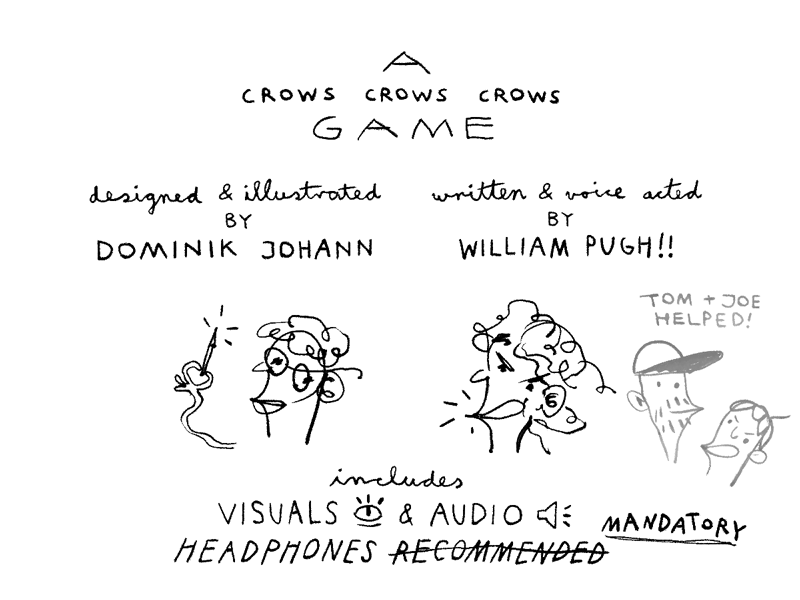 A
CROWS CROWS CROWS
GAME
designed & illustrated
BY
DOMINIK JOHANN
written & voice acted
BY
WILLIAM PUGH!!
TOM + JOE
HELPED!
includes
VISUALS & AUDIO
HEADPHONES RECOMMENDED MANDATORY